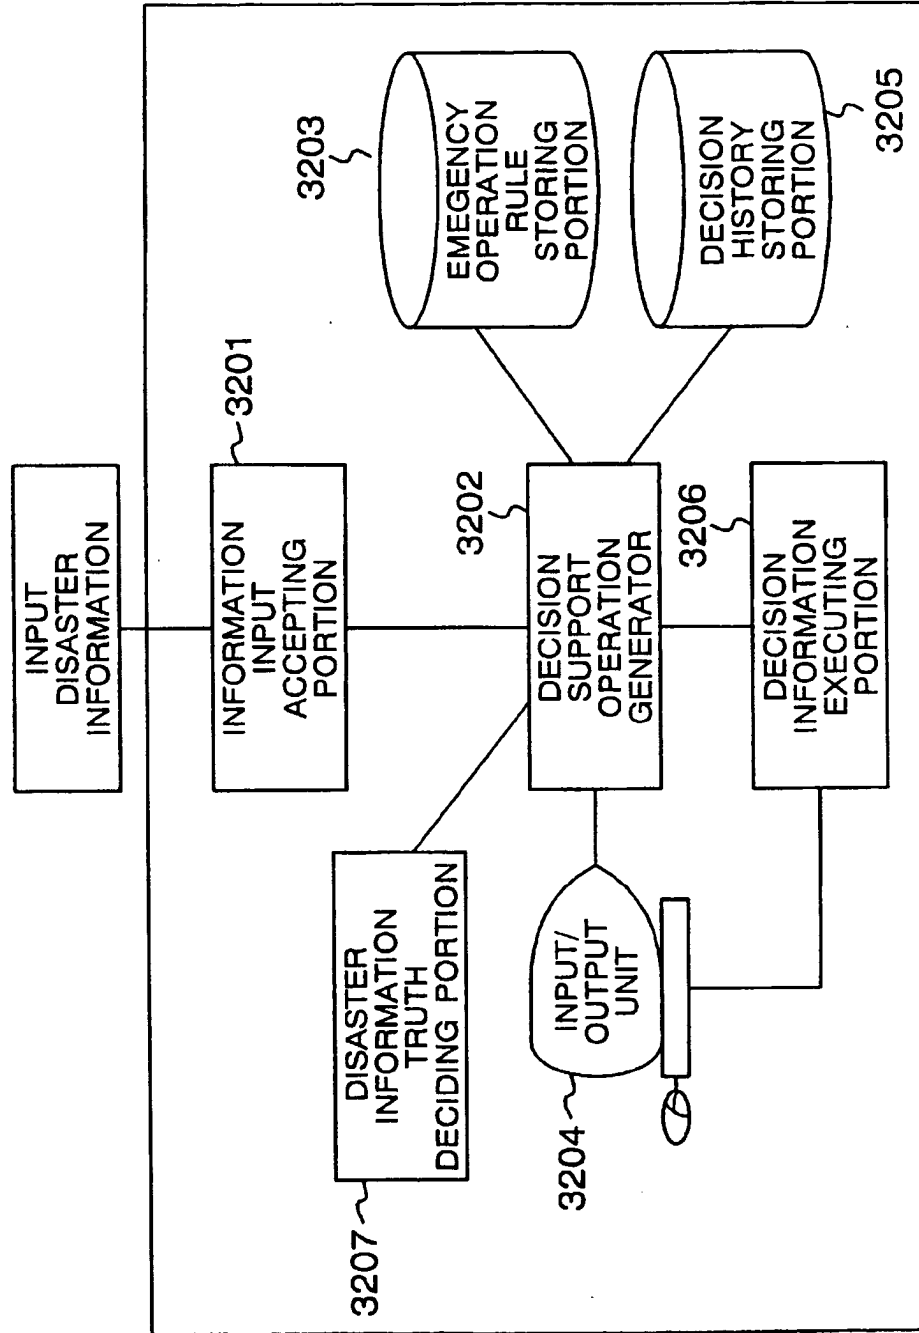 INPUT
DISASTER
INFORMATION
3201
INFORMATION
INPUT
ACCEPTING
PORTION
3207
DISASTER
INFORMATION
TRUTH
DECIDING PORTION
3203
EMEGENCY
OPERATION
RULE
STORING
PORTION
3202
DECISION
SUPPORT
OPERATION
GENERATOR
3204
INPUT/
OUTPUT
UNIT
3205
DECISION
HISTORY
STORING
PORTION
3206
DECISION
INFORMATION
EXECUTING
PORTION